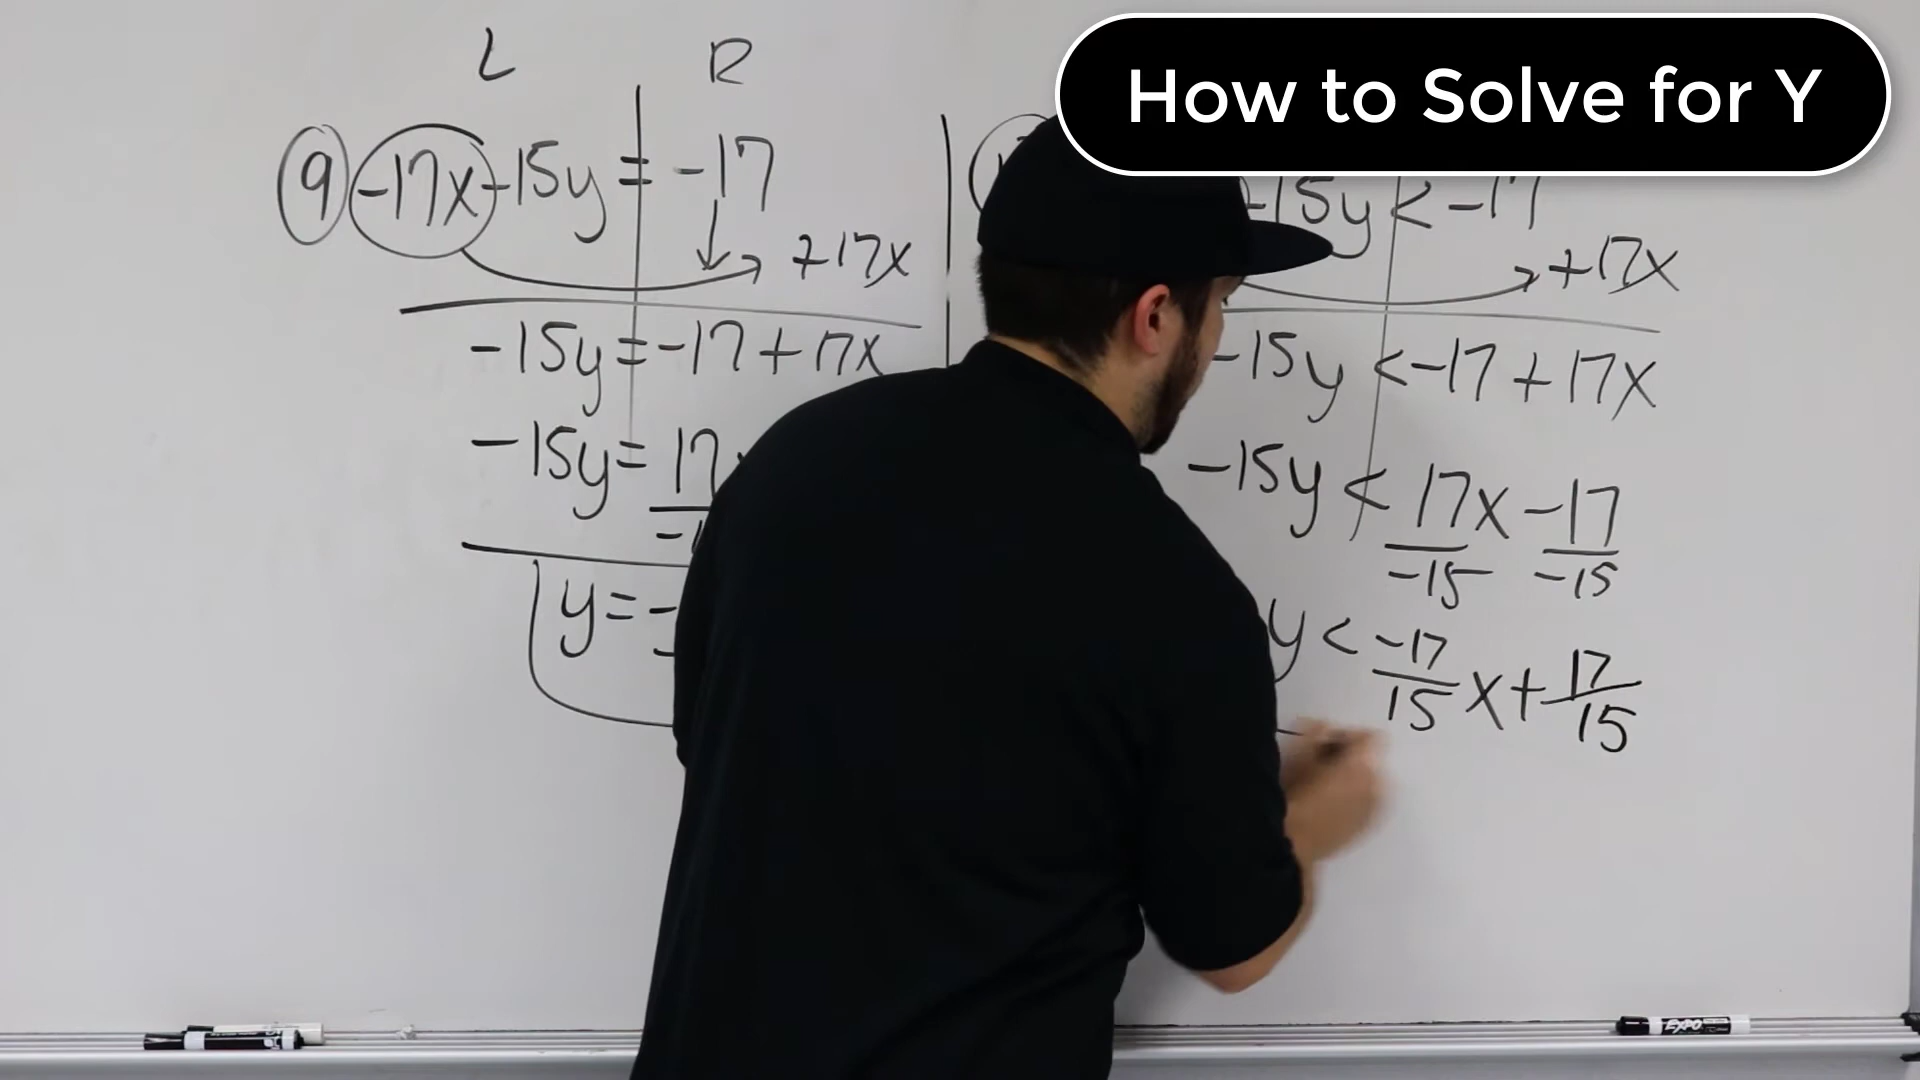 How to Solve for Y
L R
9 -17x-15y = -17
+17x
-15y = -17 + 17x
-15y = 17
y = -
-15y < -17
+17x
-15y < -17 + 17x
-15y < 17x - 17
-15 -15
y < -17/15 x + 17/15
EXPO